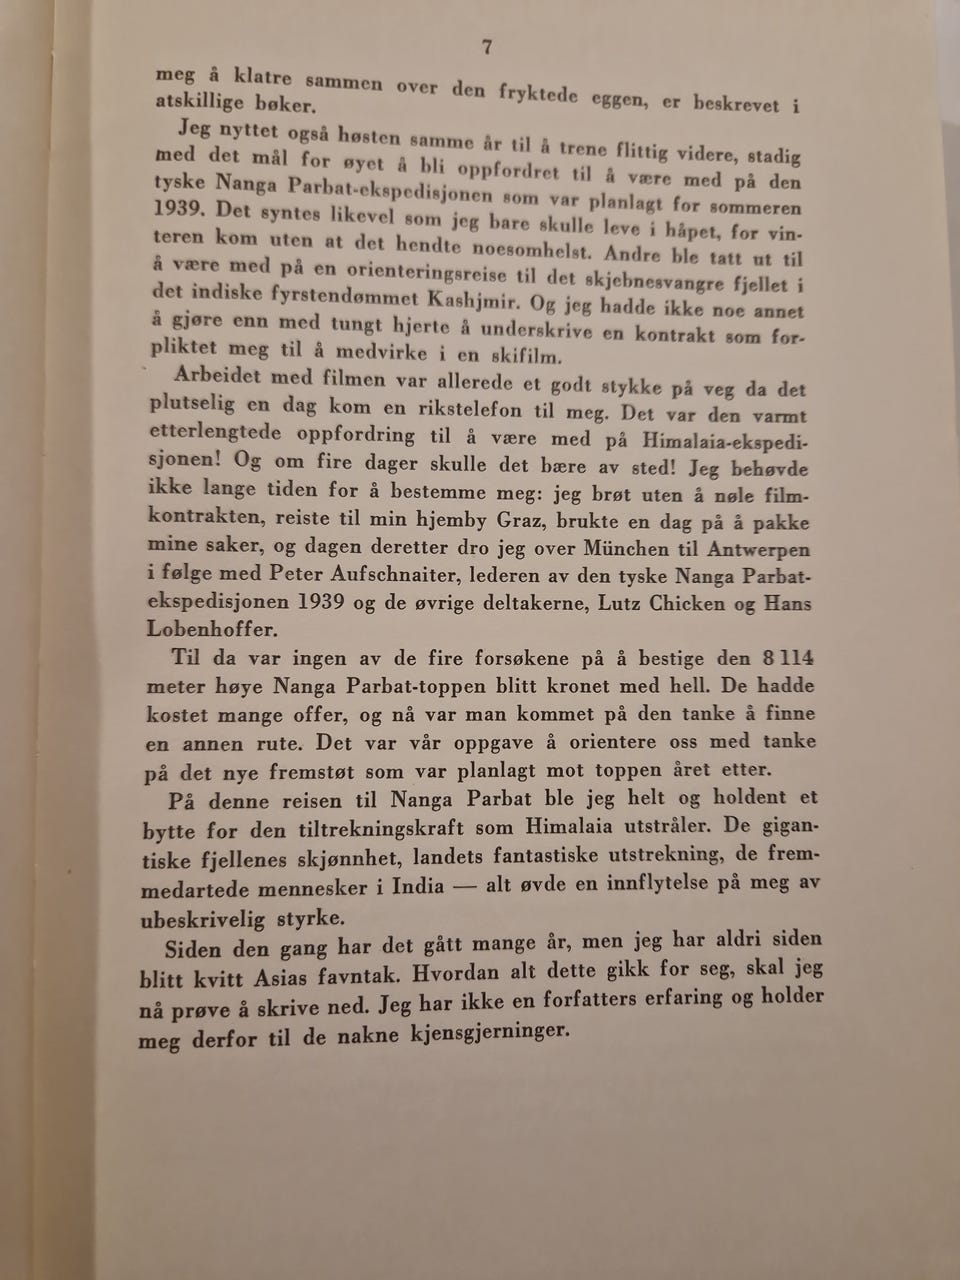 7
meg å klatre sammen over den fryktede eggen, er beskrevet i
atskillige bøker.
Jeg nyttet også høsten samme år til å trene flittig videre, stadig
med det mål for øyet å bli oppfordret til å være med på den
tyske Nanga Parbat-ekspedisjonen som var planlagt for sommeren
1939. Det syntes likevel som jeg bare skulle leve i håpet, for vin-
teren kom uten at det hendte noesomhelst. Andre ble tatt ut til
å være med på en orienteringsreise til det skjebnesvangre fjellet i
det indiske fyrstendømmet Kashjmir. Og jeg hadde ikke noe annet
å gjøre enn med tungt hjerte å underskrive en kontrakt som for-
pliktet meg til å medvirke i en skifilm.
Arbeidet med filmen var allerede et godt stykke på veg da det
plutselig en dag kom en rikstelefon til meg. Det var den varmt
etterlengtede oppfordring til å være med på Himalaia-ekspedi-
sjonen! Og om fire dager skulle det bære av sted! Jeg behøvde
ikke lange tiden for å bestemme meg: jeg brøt uten å nøle film-
kontrakten, reiste til min hjemby Graz, brukte en dag på å pakke
mine saker, og dagen deretter dro jeg over München til Antwerpen
i følge med Peter Aufschnaiter, lederen av den tyske Nanga Parbat-
ekspedisjonen 1939 og de øvrige deltakerne, Lutz Chicken og Hans
Lobenhoffer.
Til da var ingen av de fire forsøkene på å bestige den 8 114
meter høye Nanga Parbat-toppen blitt kronet med hell. De hadde
kostet mange offer, og nå var man kommet på den tanke å finne
en annen rute. Det var vår oppgave å orientere oss med tanke
på det nye fremstøt som var planlagt mot toppen året etter.
På denne reisen til Nanga Parbat ble jeg helt og holdent et
bytte for den tiltrekningskraft som Himalaia utstråler. De gigan-
tiske fjellenes skjønnhet, landets fantastiske utstrekning, de frem-
medartede mennesker i India — alt øvde en innflytelse på meg av
ubeskrivelig styrke.
Siden den gang har det gått mange år, men jeg har aldri siden
blitt kvitt Asias favntak. Hvordan alt dette gikk for seg, skal jeg
nå prøve å skrive ned. Jeg har ikke en forfatters erfaring og holder
meg derfor til de nakne kjensgjerninger.